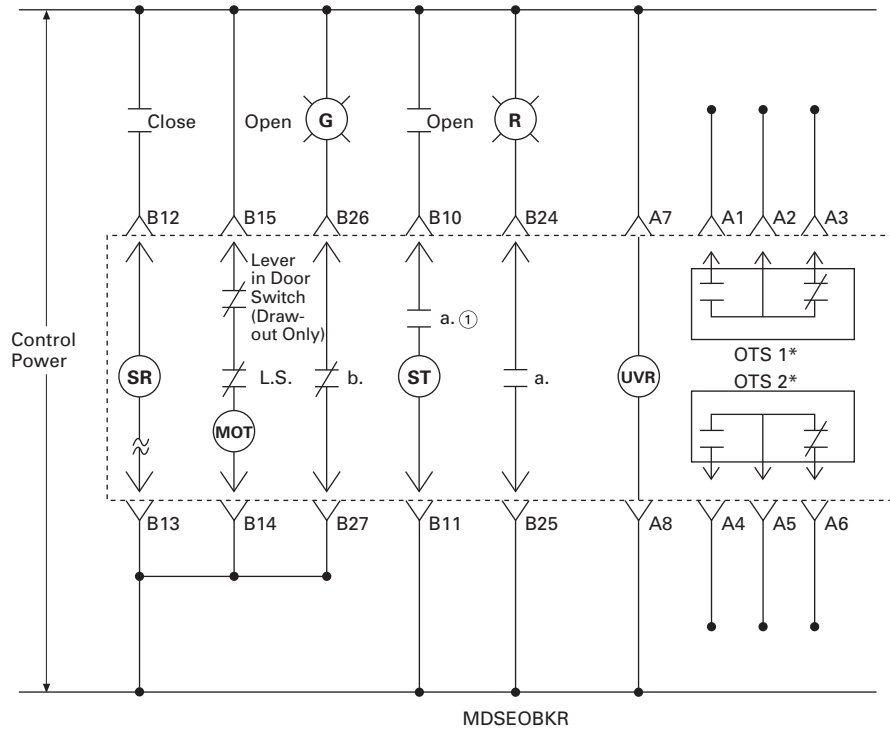 Close
Open
G
Open
R
B12
B15
B26
B10
B24
A7
A1
A2
A3
Lever
in Door
Switch
(Draw-
out Only)
a. ①
Control
Power
OTS 1*
OTS 2*
SR
L.S.
b.
ST
a.
UVR
MOT
B13
B14
B27
B11
B25
A8
A4
A5
A6
MDSEOBKR